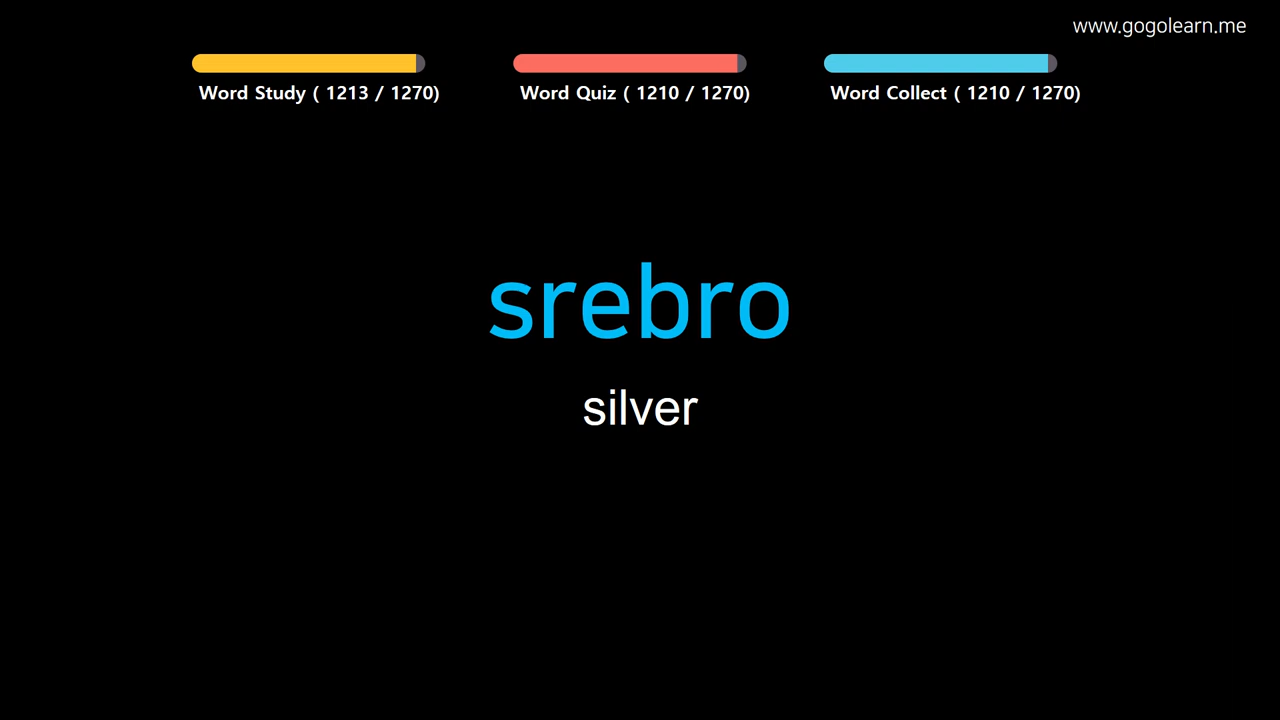 www.gogolearn.me
Word Study ( 1213 / 1270)
Word Quiz ( 1210 / 1270)
Word Collect ( 1210 / 1270)
srebro
silver